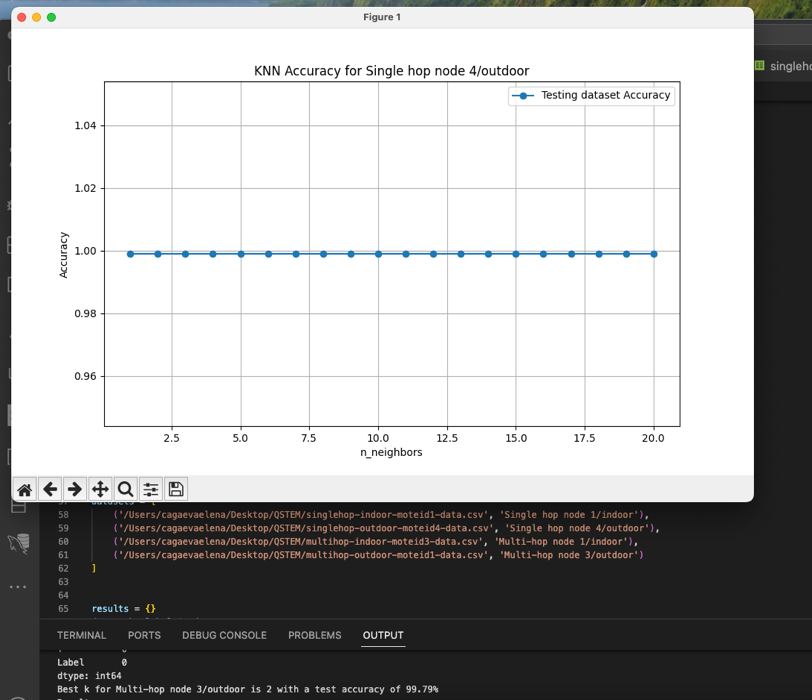 Figure 1
singleho
KNN Accuracy for Single hop node 4/outdoor
Testing dataset Accuracy
1.04
1.02
1.00
0.98
0.96
Accuracy
2.5 5.0 7.5 10.0 12.5 15.0 17.5 20.0
n_neighbors
58 ('/Users/cagaevaelena/Desktop/QSTEM/singlehop-indoor-moteid1-data.csv', 'Single hop node 1/indoor'),
59 ('/Users/cagaevaelena/Desktop/QSTEM/singlehop-outdoor-moteid4-data.csv', 'Single hop node 4/outdoor'),
60 ('/Users/cagaevaelena/Desktop/QSTEM/multihop-indoor-moteid3-data.csv', 'Multi-hop node 1/indoor'),
61 ('/Users/cagaevaelena/Desktop/QSTEM/multihop-outdoor-moteid1-data.csv', 'Multi-hop node 3/outdoor')
62 ]
63
64
65 results = {}
TERMINAL PORTS DEBUG CONSOLE PROBLEMS OUTPUT
Label 0
dtype: int64
Best k for Multi-hop node 3/outdoor is 2 with a test accuracy of 99.79%